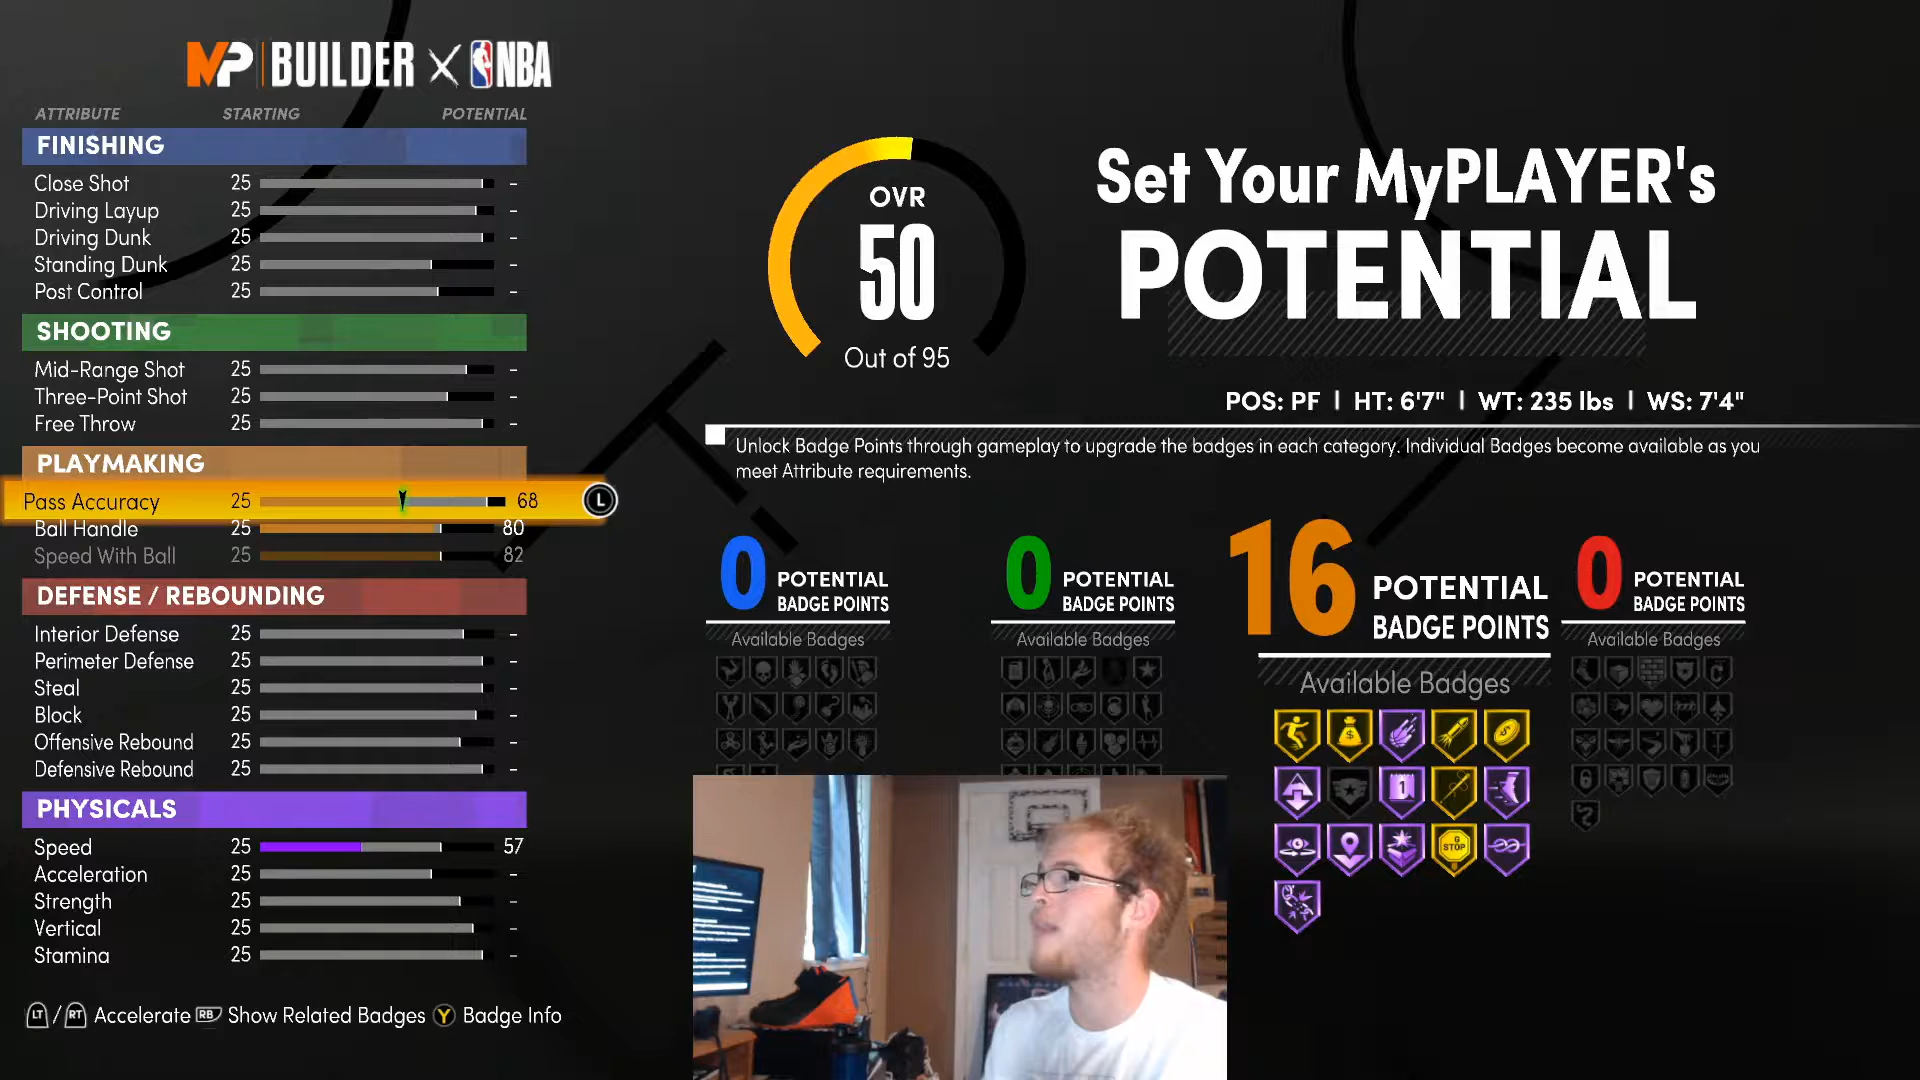 MP | BUILDER X NBA
ATTRIBUTE STARTING POTENTIAL
FINISHING
Close Shot 25 -
Driving Layup 25 -
Driving Dunk 25 -
Standing Dunk 25 -
Post Control 25 -
SHOOTING
Mid-Range Shot 25 -
Three-Point Shot 25 -
Free Throw 25 -
PLAYMAKING
Pass Accuracy 25 68 L
Ball Handle 25 80
Speed With Ball 25 82
DEFENSE / REBOUNDING
Interior Defense 25 -
Perimeter Defense 25 -
Steal 25 -
Block 25 -
Offensive Rebound 25 -
Defensive Rebound 25 -
PHYSICALS
Speed 25 57
Acceleration 25 -
Strength 25 -
Vertical 25 -
Stamina 25 -
LT / RT Accelerate RB Show Related Badges Y Badge Info
OVR
50
Out of 95
Set Your MyPLAYER's
POTENTIAL
POS: PF | HT: 6'7" | WT: 235 lbs | WS: 7'4"
Unlock Badge Points through gameplay to upgrade the badges in each category. Individual Badges become available as you
meet Attribute requirements.
0 POTENTIAL
BADGE POINTS
Available Badges
0 POTENTIAL
BADGE POINTS
Available Badges
16 POTENTIAL
BADGE POINTS
Available Badges
1
G
STOP
0 POTENTIAL
BADGE POINTS
Available Badges